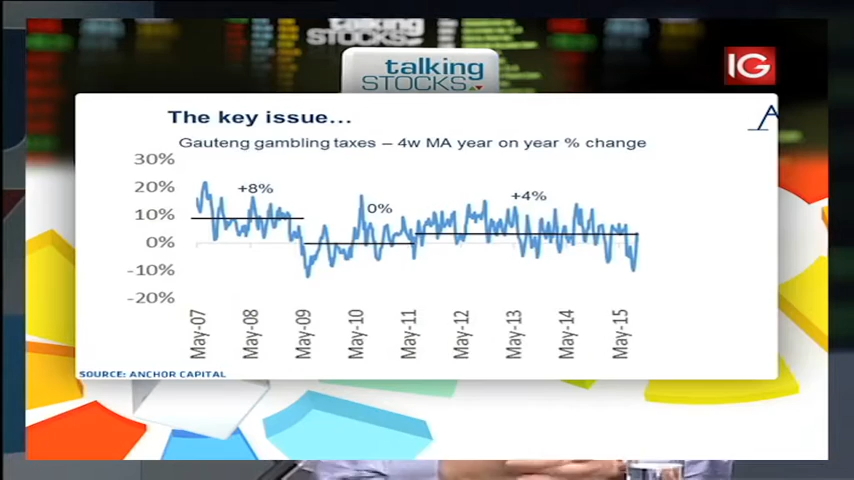 talking
STOCKS
talking
STOCKS
IG
The key issue...
A
Gauteng gambling taxes – 4w MA year on year % change
30%
20%
10%
0%
-10%
-20%
+8%
0%
+4%
May-07
May-08
May-09
May-10
May-11
May-12
May-13
May-14
May-15
SOURCE: ANCHOR CAPITAL